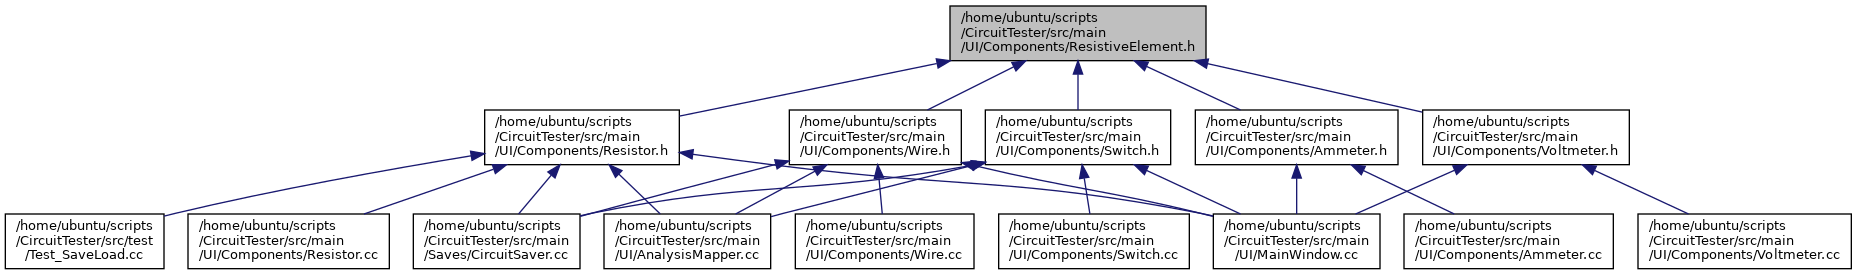 /home/ubuntu/scripts
/CircuitTester/src/main
/UI/Components/ResistiveElement.h
/home/ubuntu/scripts
/CircuitTester/src/main
/UI/Components/Resistor.h
/home/ubuntu/scripts
/CircuitTester/src/main
/UI/Components/Wire.h
/home/ubuntu/scripts
/CircuitTester/src/main
/UI/Components/Switch.h
/home/ubuntu/scripts
/CircuitTester/src/main
/UI/Components/Ammeter.h
/home/ubuntu/scripts
/CircuitTester/src/main
/UI/Components/Voltmeter.h
/home/ubuntu/scripts
/CircuitTester/src/test
/Test_SaveLoad.cc
/home/ubuntu/scripts
/CircuitTester/src/main
/UI/Components/Resistor.cc
/home/ubuntu/scripts
/CircuitTester/src/main
/Saves/CircuitSaver.cc
/home/ubuntu/scripts
/CircuitTester/src/main
/UI/AnalysisMapper.cc
/home/ubuntu/scripts
/CircuitTester/src/main
/UI/Components/Wire.cc
/home/ubuntu/scripts
/CircuitTester/src/main
/UI/Components/Switch.cc
/home/ubuntu/scripts
/CircuitTester/src/main
/UI/MainWindow.cc
/home/ubuntu/scripts
/CircuitTester/src/main
/UI/Components/Ammeter.cc
/home/ubuntu/scripts
/CircuitTester/src/main
/UI/Components/Voltmeter.cc